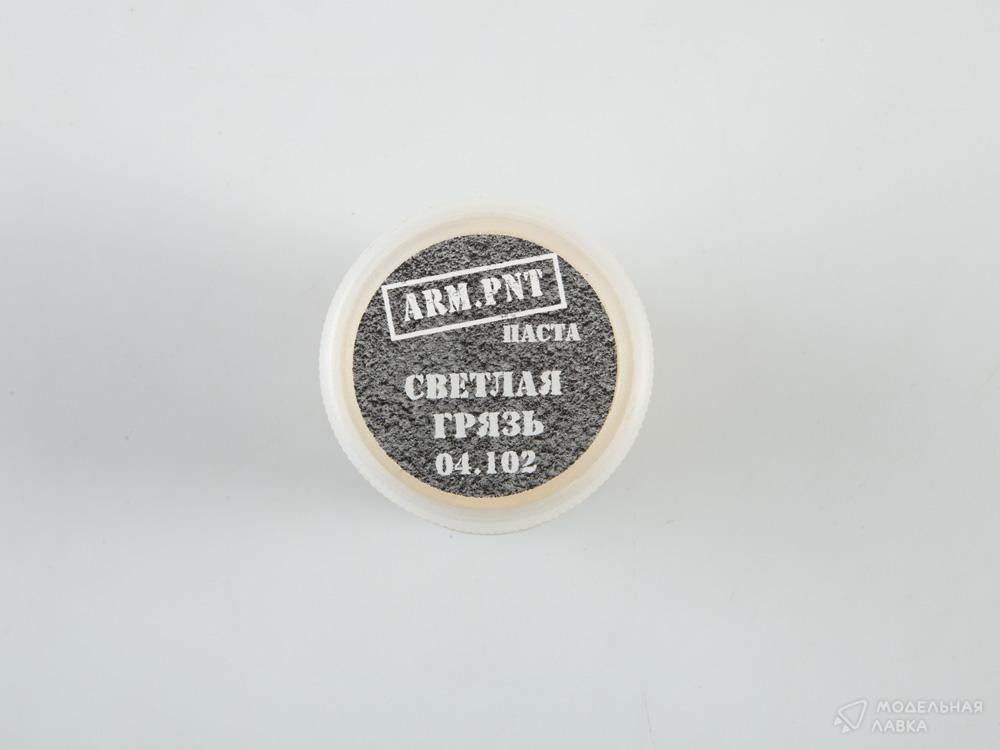 ARM.PNT
ПАСТА
СВЕТЛАЯ
ГРЯЗЬ
04.102
МОДЕЛЬНАЯ
ЛАВКА